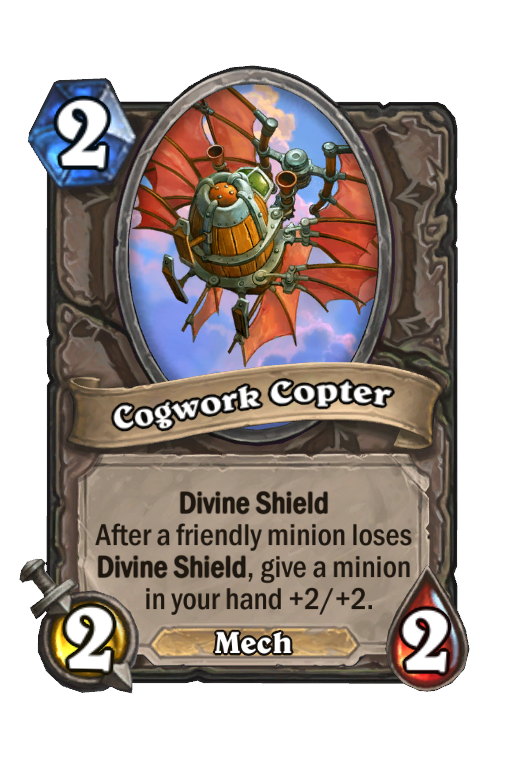 2
Cogwork Copter
Divine Shield
After a friendly minion loses
Divine Shield, give a minion
in your hand +2/+2.
2
Mech
2